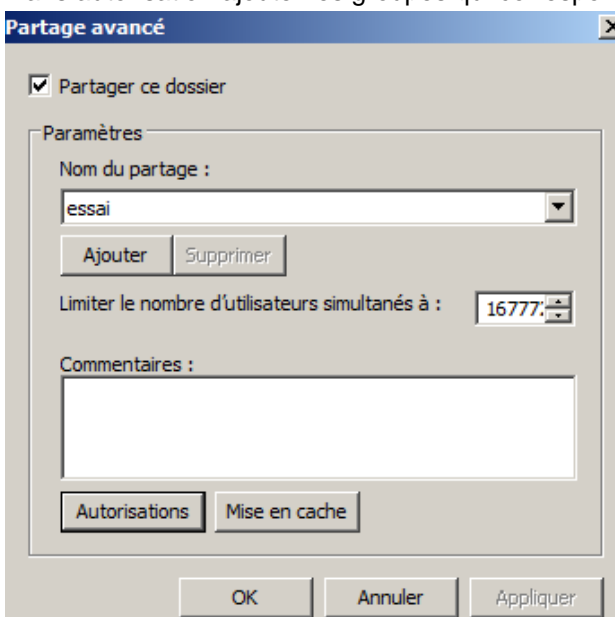 Partage avancé
Partager ce dossier
Paramètres
Nom du partage :
essai
Ajouter Supprimer
Limiter le nombre d'utilisateurs simultanés à : 16777
Commentaires :
Autorisations Mise en cache
OK Annuler Appliquer